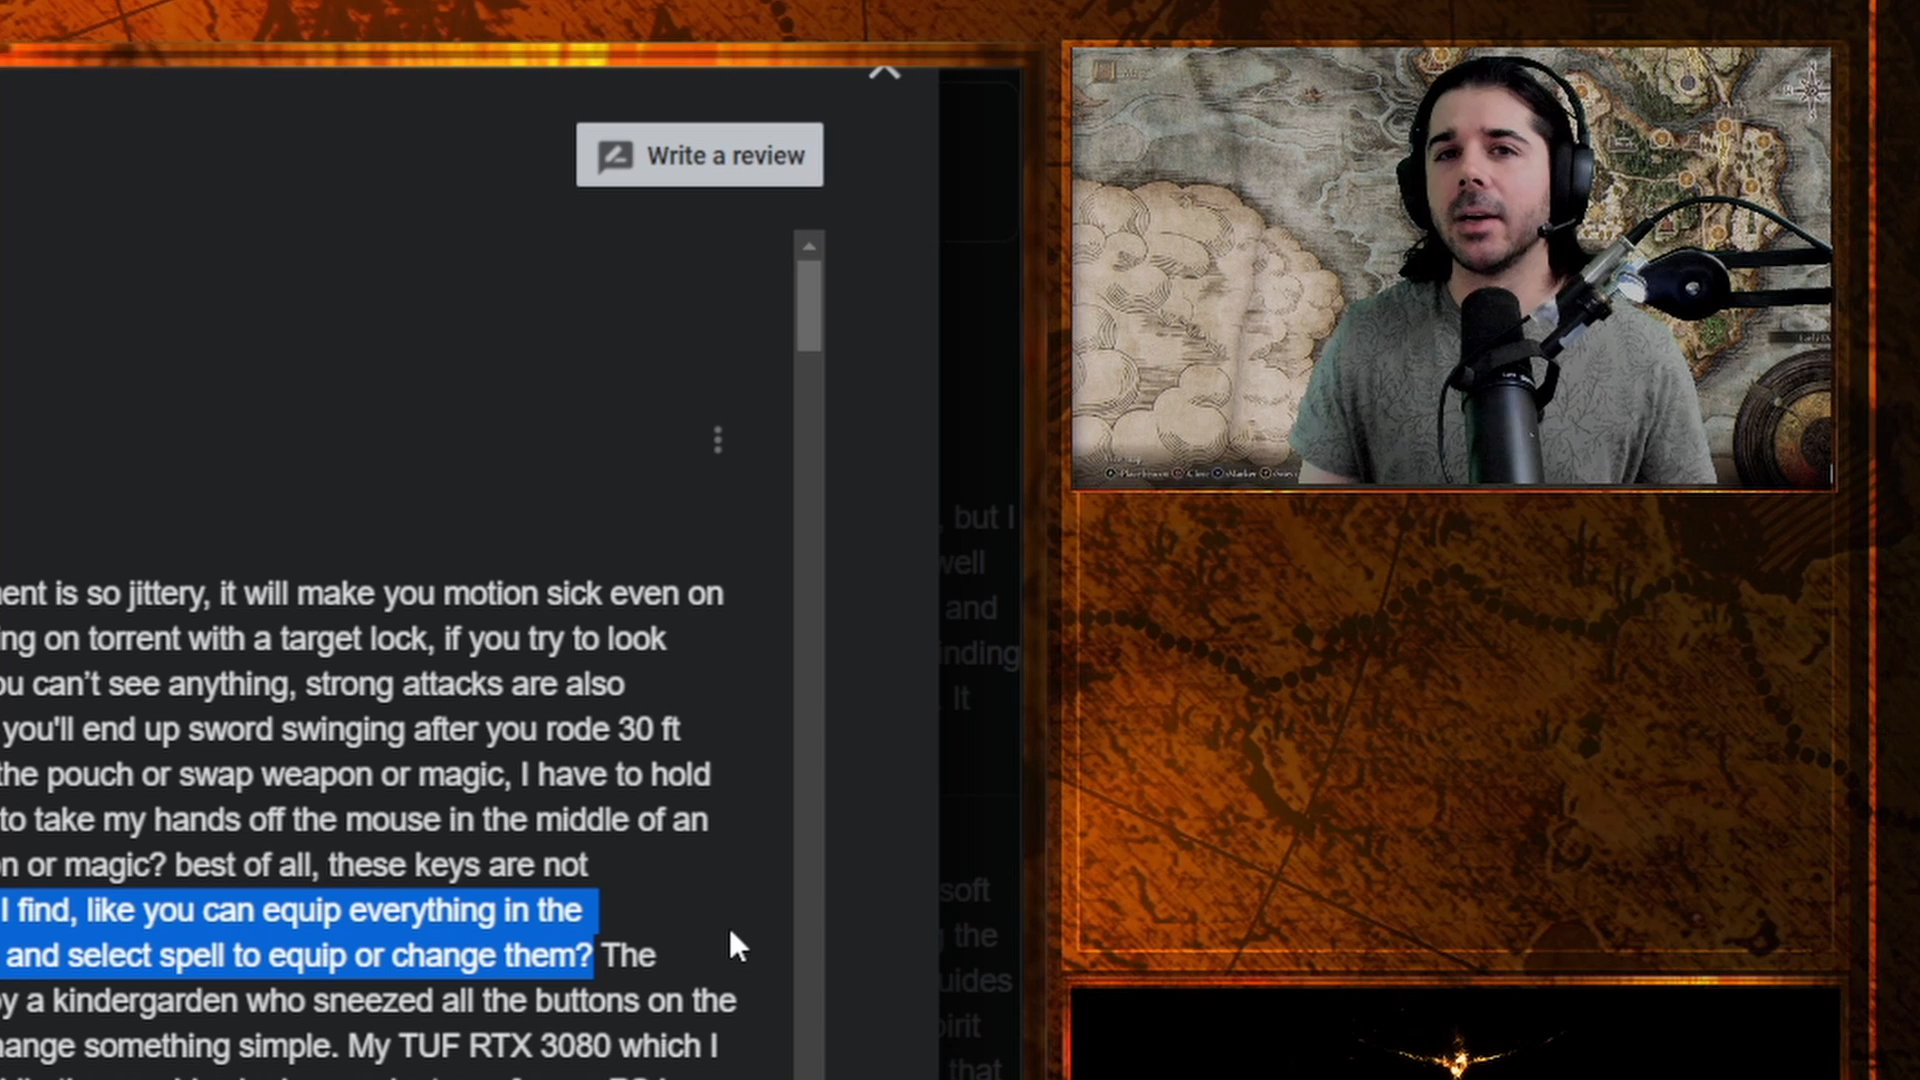 Write a review
ent is so jittery, it will make you motion sick even on
ing on torrent with a target lock, if you try to look
ou can’t see anything, strong attacks are also
you'll end up sword swinging after you rode 30 ft
the pouch or swap weapon or magic, I have to hold
to take my hands off the mouse in the middle of an
on or magic? best of all, these keys are not
I find, like you can equip everything in the
and select spell to equip or change them? The
by a kindergarden who sneezed all the buttons on the
hange something simple. My TUF RTX 3080 which I
, but I
well
and
inding
. It
soft
the
uides
pirit
that